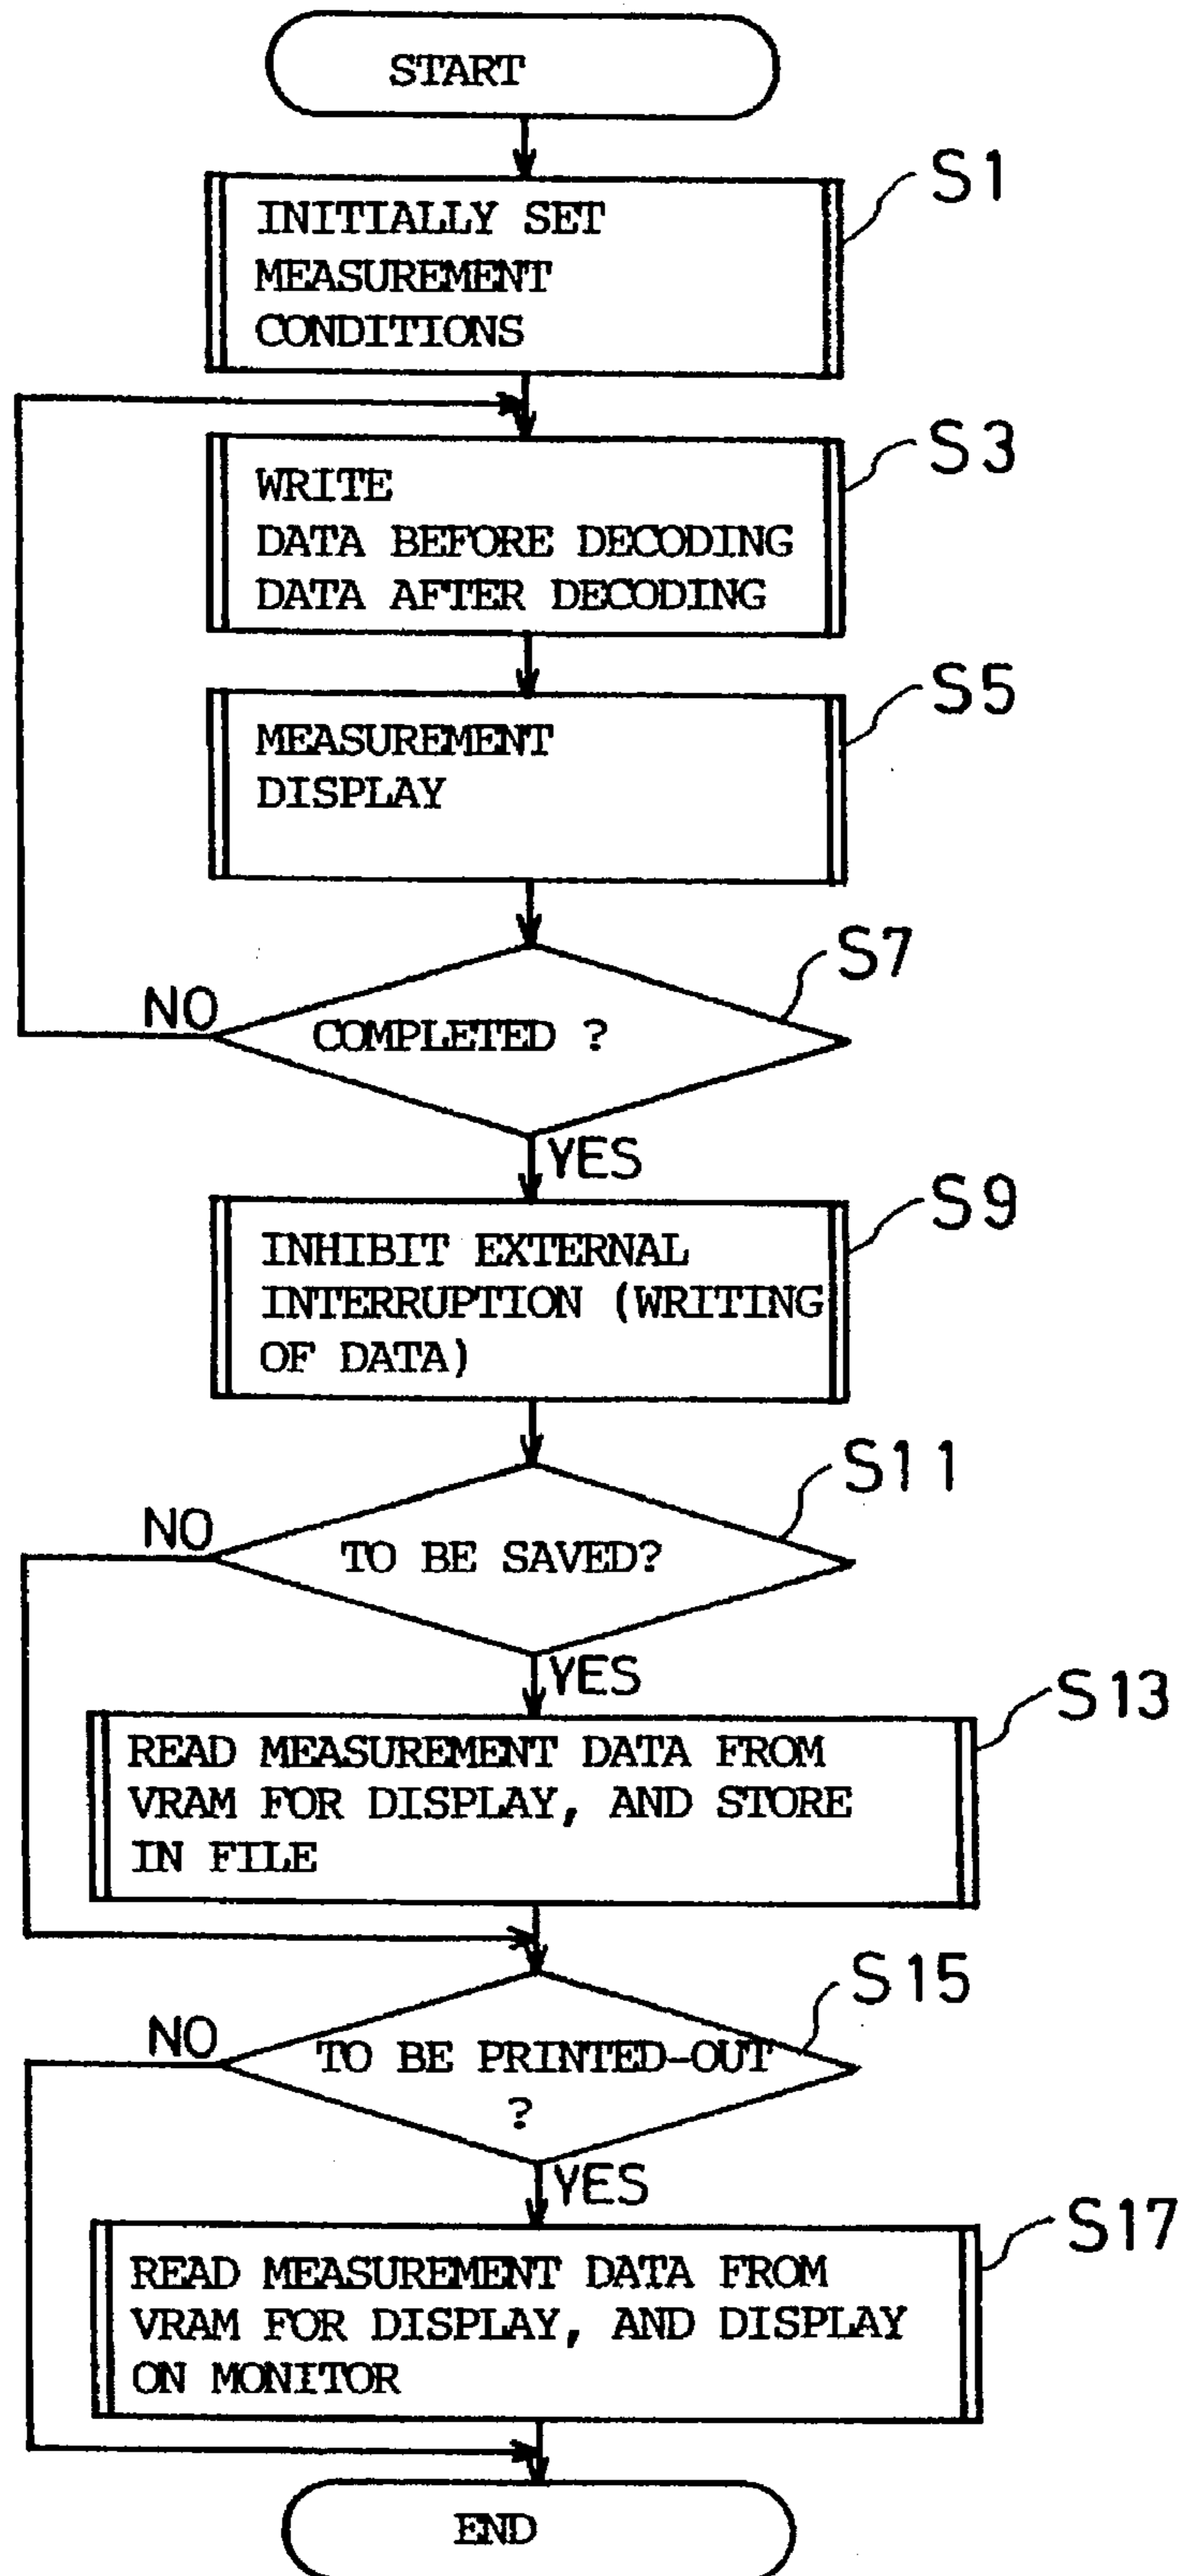 START
S1
INITIALLY SET
MEASUREMENT
CONDITIONS
S3
WRITE
DATA BEFORE DECODING
DATA AFTER DECODING
S5
MEASUREMENT
DISPLAY
S7
NO
COMPLETED ?
YES
S9
INHIBIT EXTERNAL
INTERRUPTION (WRITING
OF DATA)
S11
NO
TO BE SAVED?
YES
S13
READ MEASUREMENT DATA FROM
VRAM FOR DISPLAY, AND STORE
IN FILE
S15
NO
TO BE PRINTED-OUT
?
YES
S17
READ MEASUREMENT DATA FROM
VRAM FOR DISPLAY, AND DISPLAY
ON MONITOR
END